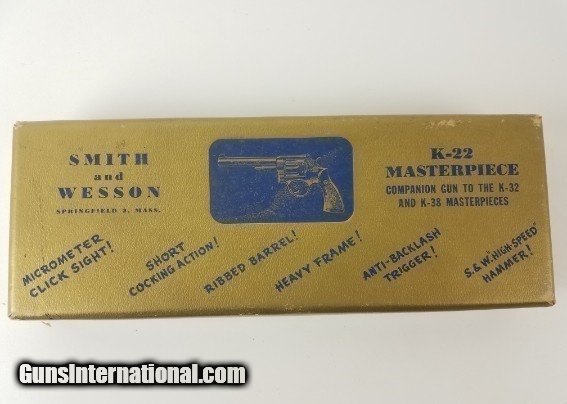 SMITH
and
WESSON
SPRINGFIELD 2, MASS.
K-22
MASTERPIECE
COMPANION GUN TO THE K-32
AND K-38 MASTERPIECES
MICROMETER
CLICK SIGHT!
SHORT
COCKING ACTION!
RIBBED BARREL!
HEAVY FRAME!
ANTI-BACKLASH
TRIGGER!
S.&W. "HIGH-SPEED"
HAMMER!
GunsInternational.com